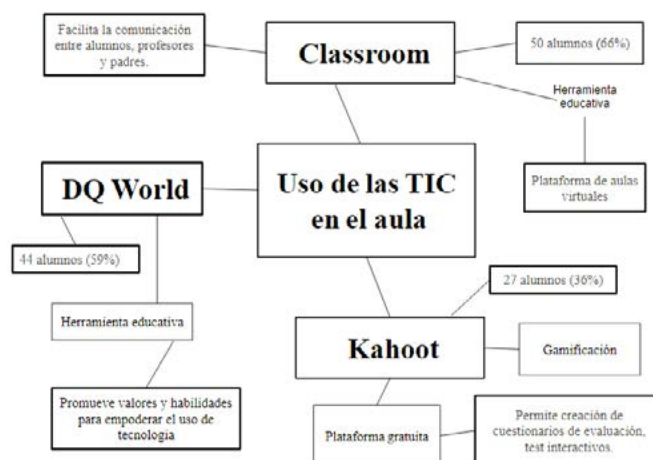 Facilita la comunicación
entre alumnos, profesores
y padres.
Classroom
50 alumnos (66%)
Herramienta
educativa
Plataforma de aulas
virtuales
DQ World
Uso de las TIC
en el aula
44 alumnos (59%)
27 alumnos (36%)
Herramienta educativa
Kahoot
Gamificación
Promueve valores y habilidades
para empoderar el uso de
tecnología
Plataforma gratuita
Permite creación de
cuestionarios de evaluación,
test interactivos.